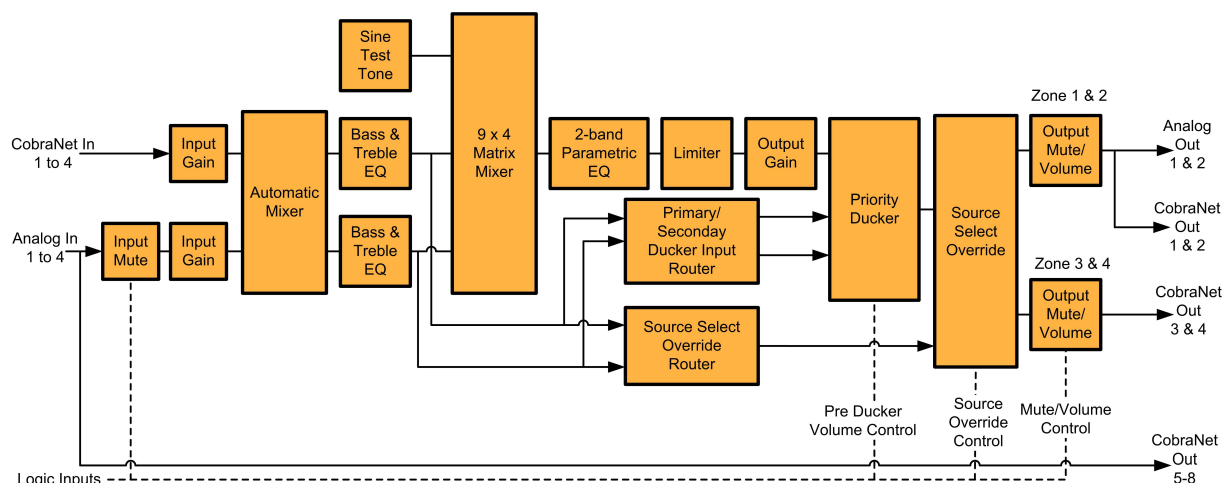 Sine
Test
Tone
CobraNet In
1 to 4
Input
Gain
Automatic
Mixer
Bass &
Treble
EQ
9 x 4
Matrix
Mixer
2-band
Parametric
EQ
Limiter
Output
Gain
Priority
Ducker
Source
Select
Override
Zone 1 & 2
Output
Mute/
Volume
Analog
Out
1 & 2
CobraNet
Out
1 & 2
Analog In
1 to 4
Input
Mute
Input
Gain
Bass &
Treble
EQ
Primary/
Seconday
Ducker Input
Router
Source Select
Override
Router
Zone 3 & 4
Output
Mute/
Volume
CobraNet
Out
3 & 4
Pre Ducker
Volume Control
Source
Override
Control
Mute/Volume
Control
CobraNet
Out
5-8
Logic Inputs